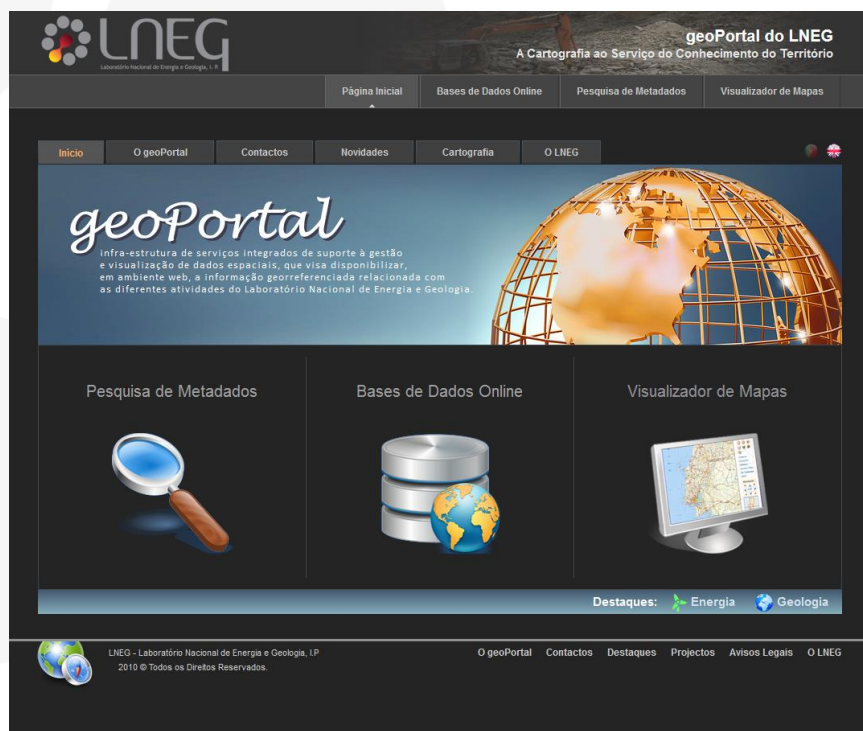 LNEG
Laboratório Nacional de Energia e Geologia, I. P.
geoPortal do LNEG
A Cartografia ao Serviço do Conhecimento do Território
Página Inicial
Bases de Dados Online
Pesquisa de Metadados
Visualizador de Mapas
Inicio
O geoPortal
Contactos
Novidades
Cartografia
O LNEG
geoPortal
infra-estrutura de serviços integrados de suporte à gestão
e visualização de dados espaciais, que visa disponibilizar,
em ambiente web, a informação georreferenciada relacionada com
as diferentes atividades do Laboratório Nacional de Energia e Geologia.
Pesquisa de Metadados
Bases de Dados Online
Visualizador de Mapas
Destaques:
Energia
Geologia
LNEG - Laboratório Nacional de Energia e Geologia, I.P
2010 © Todos os Direitos Reservados.
O geoPortal
Contactos
Destaques
Projectos
Avisos Legais
O LNEG